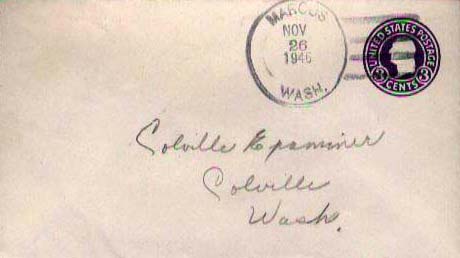 MARCUS
NOV
26
1946
WASH.
UNITED STATES POSTAGE
3 CENTS 3
Colville Examiner
Colville
Wash.